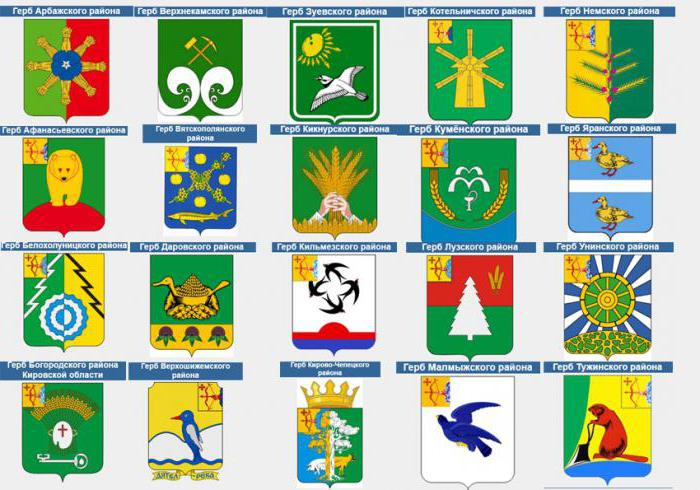 Герб Арбажского района
Герб Верхнекамского района
Герб Зуевского района
Герб Котельничского района
Герб Немского района
Герб Афанасьевского района
Герб Вятскополянского
района
Герб Кикнурского района
Герб Кумёнского района
Герб Яранского района
Герб Белохолуницкого района
Герб Даровского района
Герб Кильмезского района
Герб Лузского района
Герб Унинского района
Герб Богородского района
Кировской области
Герб Верхошижемского
района
Герб Кирово-Чепецкого
района
Герб Малмыжского района
Герб Тужинского района
ДИТЕЛ РЕКА